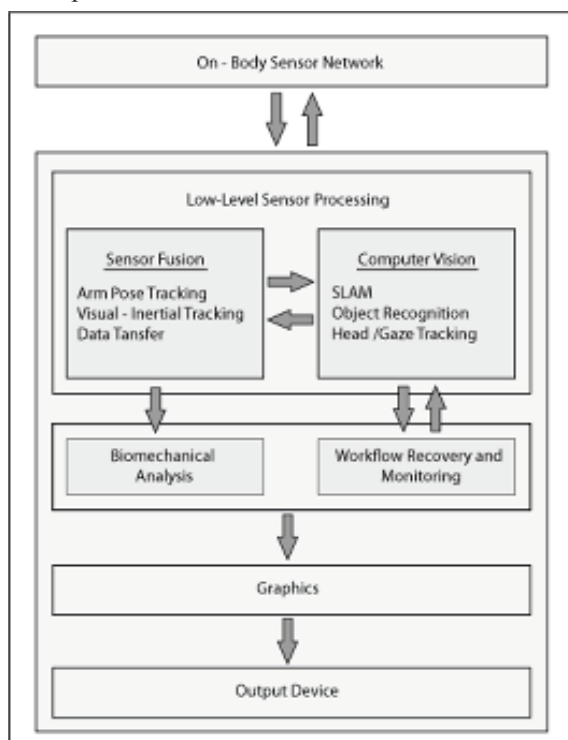 On - Body Sensor Network
Low-Level Sensor Processing
Sensor Fusion
Arm Pose Tracking
Visual - Inertial Tracking
Data Tansfer
Computer Vision
SLAM
Object Recognition
Head /Gaze Tracking
Biomechanical
Analysis
Workflow Recovery and
Monitoring
Graphics
Output Device